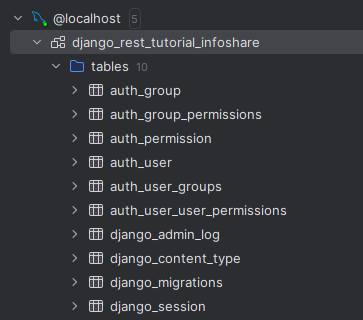 @localhost 5
django_rest_tutorial_infoshare
tables 10
auth_group
auth_group_permissions
auth_permission
auth_user
auth_user_groups
auth_user_user_permissions
django_admin_log
django_content_type
django_migrations
django_session